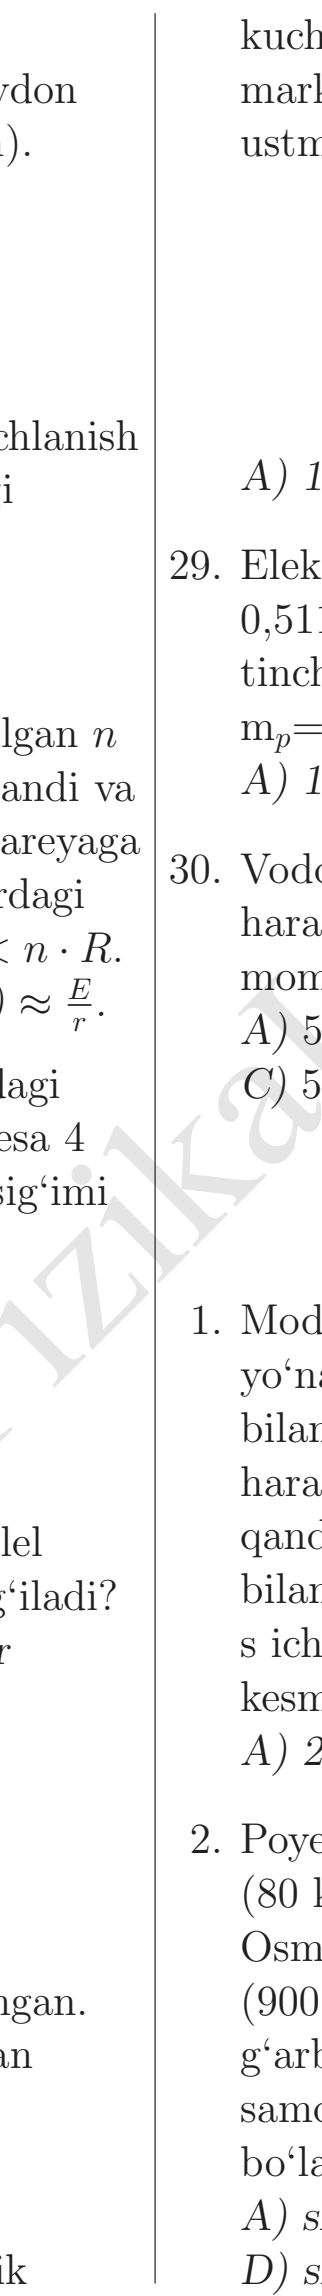 ydon
).
chlanish
gi
lgan n
andi va
areyaga
rdagi
< n · R.
) ≈ E/r.
dagi
esa 4
sig‘imi
lel
g‘iladi?
r
ngan.
an
ik
kuch
mark
ustm
A) 1
29. Elek
0,511
tinch
m_p=
A) 1
30. Vodo
hara
mom
A) 5
C) 5
1. Mod
yo‘na
bilan
hara
qand
bilan
s ich
kesm
A) 2
2. Poye
(80 k
Osm
(900
g‘arb
samo
bo‘la
A) s
D) s
izika